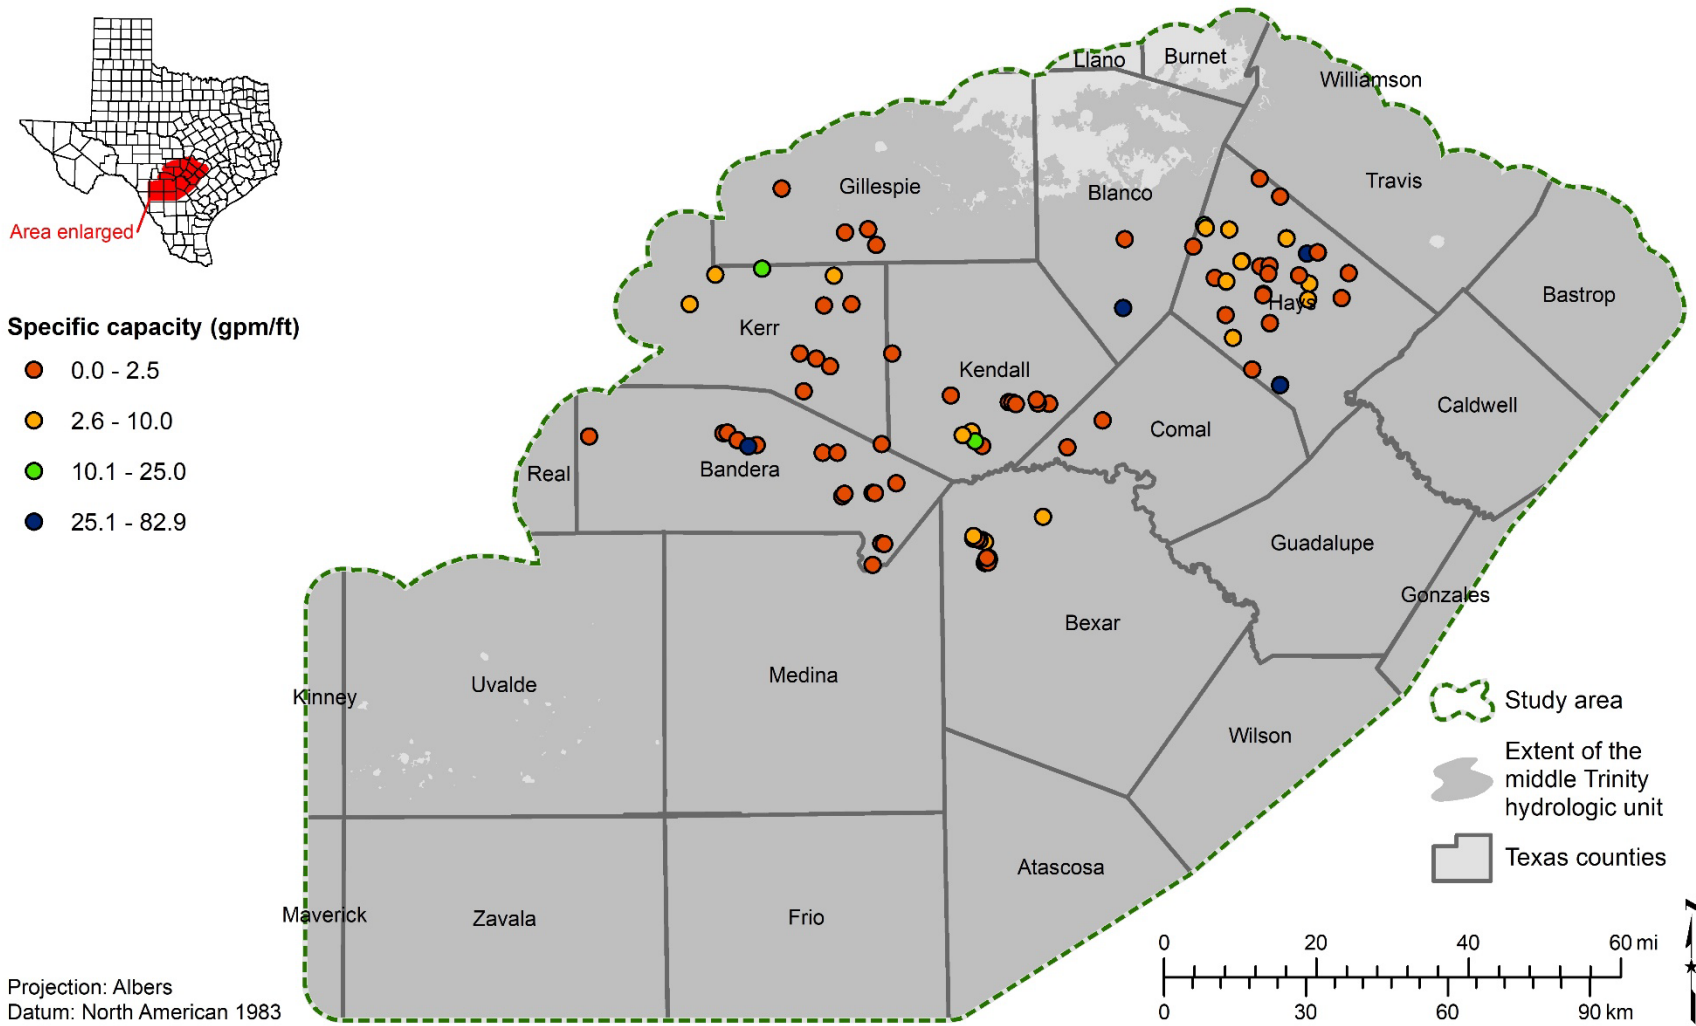 Llano
Burnet
Williamson
Gillespie
Blanco
Travis
Area enlarged
Bastrop
Hays
Specific capacity (gpm/ft)
0.0 - 2.5
2.6 - 10.0
10.1 - 25.0
25.1 - 82.9
Kerr
Kendall
Caldwell
Comal
Real
Bandera
Guadalupe
Gonzales
Bexar
Medina
Uvalde
Kinney
Wilson
Study area
Extent of the
middle Trinity
hydrologic unit
Texas counties
Atascosa
Maverick
Zavala
Frio
0 20 40 60 mi
0 30 60 90 km
Projection: Albers
Datum: North American 1983